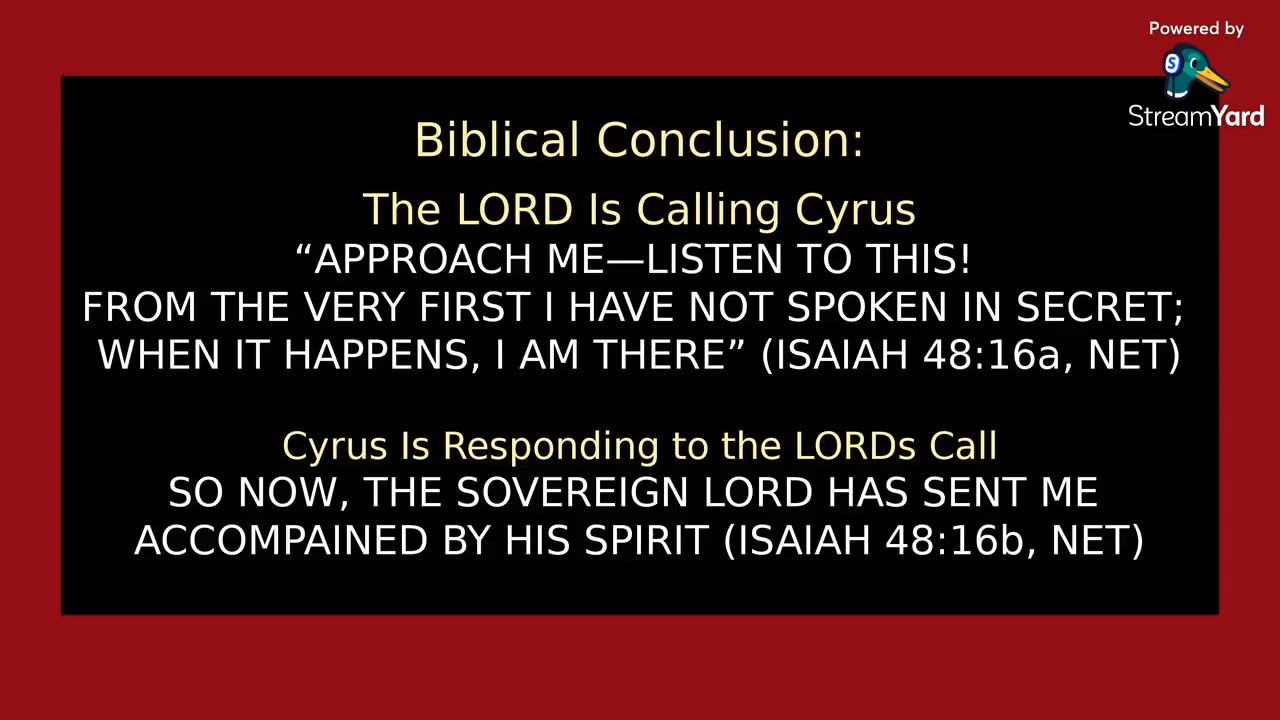 Powered by
S
StreamYard
Biblical Conclusion:
The LORD Is Calling Cyrus
“APPROACH ME—LISTEN TO THIS!
FROM THE VERY FIRST I HAVE NOT SPOKEN IN SECRET;
WHEN IT HAPPENS, I AM THERE” (ISAIAH 48:16a, NET)
Cyrus Is Responding to the LORDs Call
SO NOW, THE SOVEREIGN LORD HAS SENT ME
ACCOMPAINED BY HIS SPIRIT (ISAIAH 48:16b, NET)